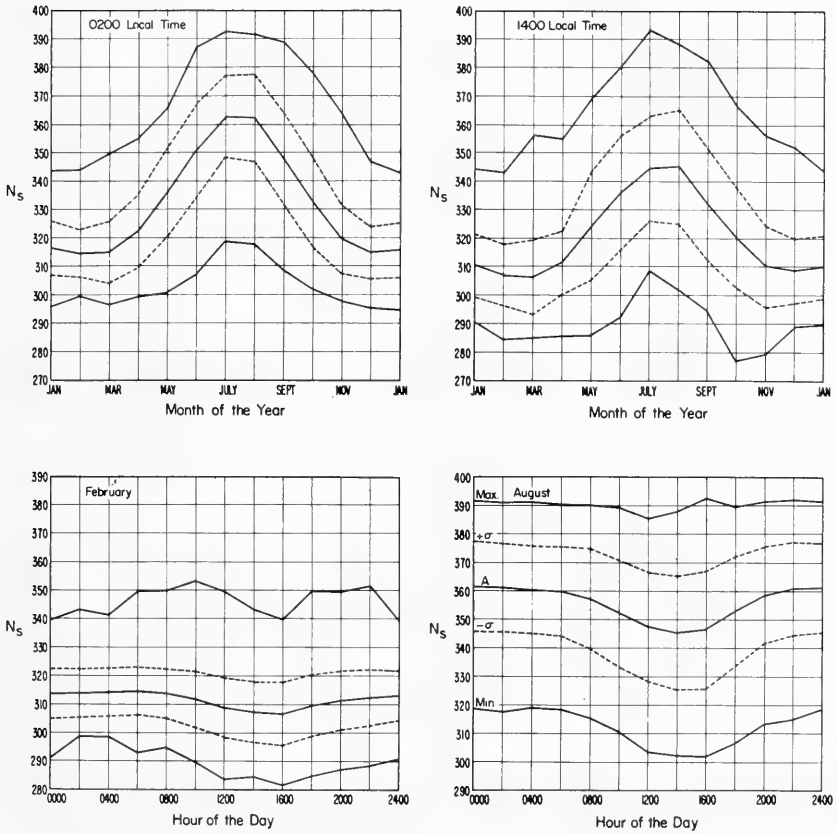 0200 Local Time
400
390
380
370
360
350
340
330
320
310
300
290
280
270
N_S
JAN MAR MAY JULY SEPT NOV JAN
Month of the Year
1400 Local Time
400
390
380
370
360
350
340
330
320
310
300
290
280
270
N_S
JAN MAR MAY JULY SEPT NOV JAN
Month of the Year
February
390
380
370
360
350
340
330
320
310
300
290
280
N_S
0000 0400 0800 1200 1600 2000 2400
Hour of the Day
Max. August
+σ
A
−σ
Min
400
390
380
370
360
350
340
330
320
310
300
290
N_S
0000 0400 0800 1200 1600 2000 2400
Hour of the Day